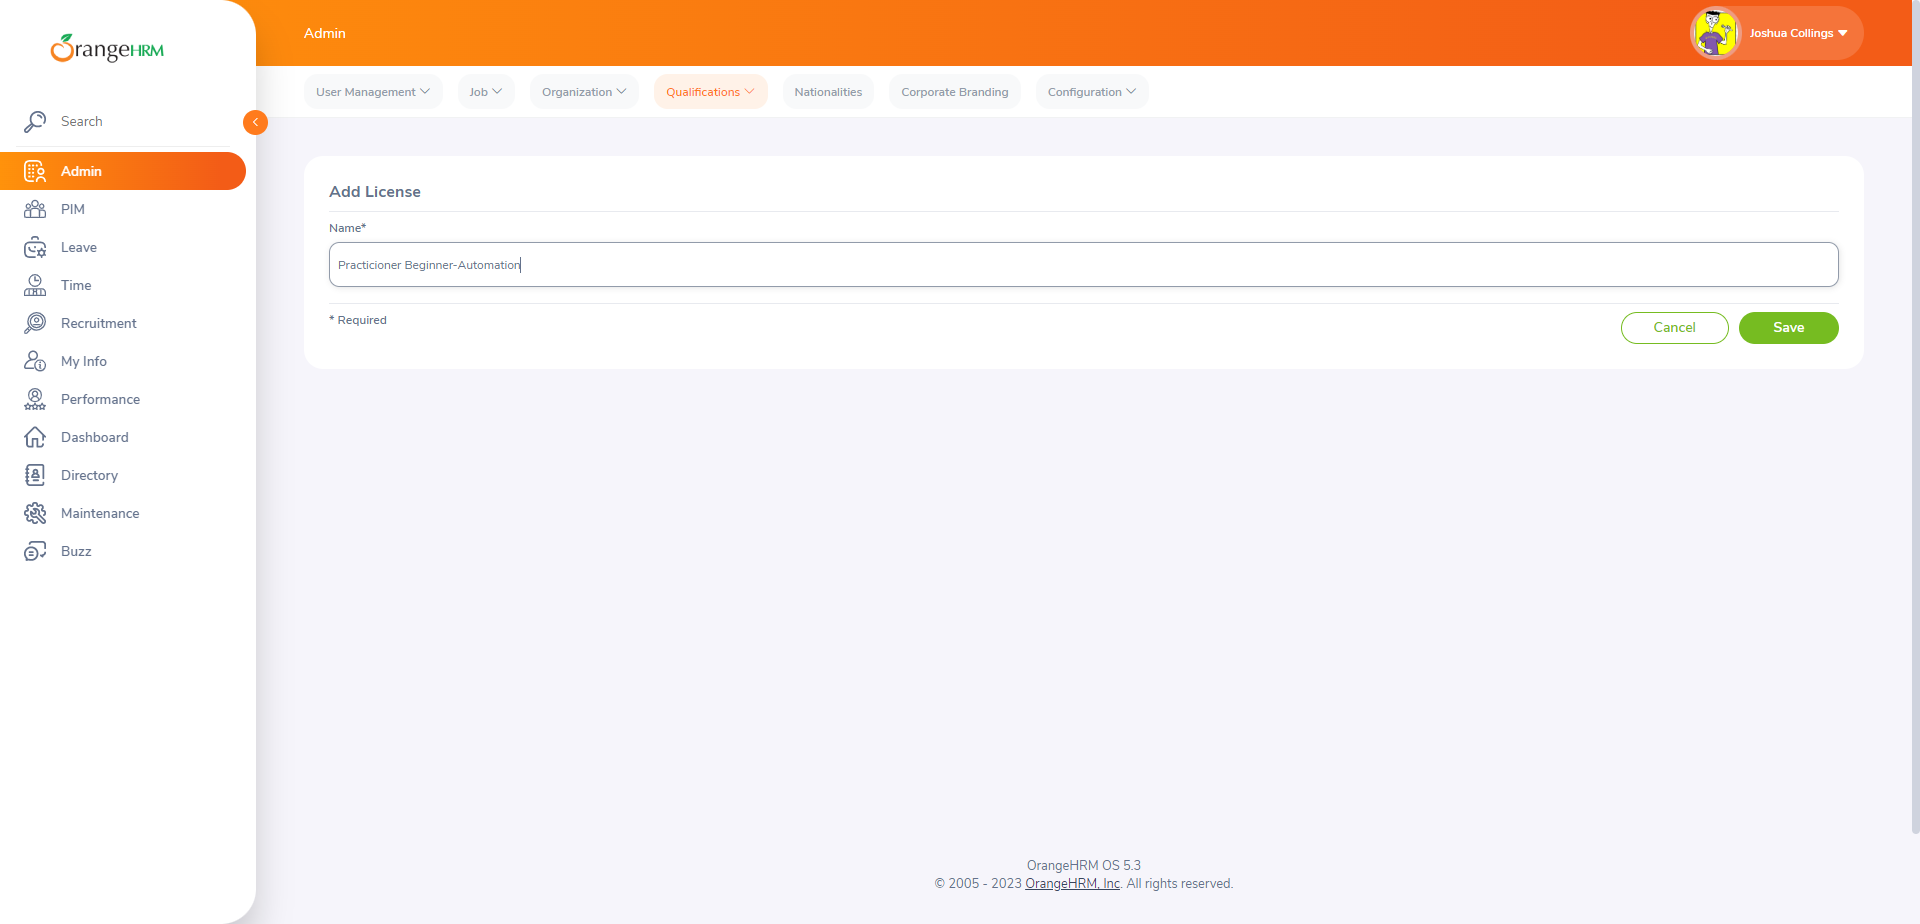 OrangeHRM
Search
Admin
PIM
Leave
Time
Recruitment
My Info
Performance
Dashboard
Directory
Maintenance
Buzz
Admin
Joshua Collings
User Management
Job
Organization
Qualifications
Nationalities
Corporate Branding
Configuration
Add License
Name*
Practicioner Beginner-Automation
* Required
Cancel
Save
OrangeHRM OS 5.3
© 2005 - 2023 OrangeHRM, Inc. All rights reserved.